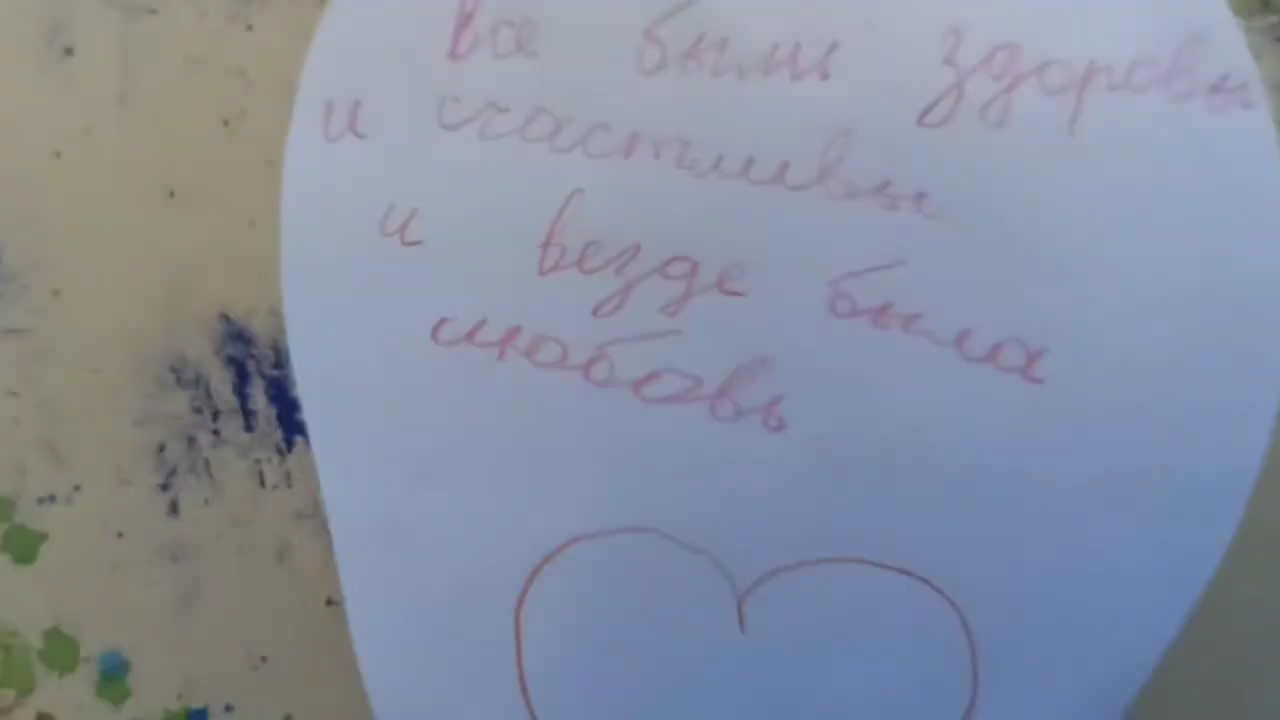 все были здоровы
и счастливы
и везде была
любовь